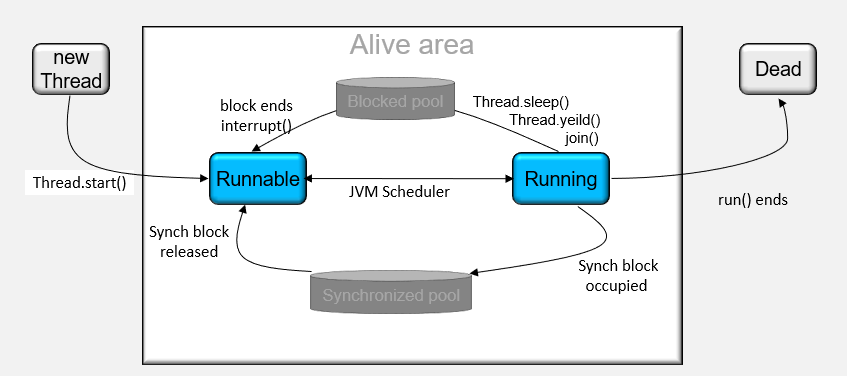 Alive area
new
Thread
Dead
Blocked pool
block ends
interrupt()
Thread.sleep()
Thread.yeild()
join()
Runnable
Running
Thread.start()
JVM Scheduler
run() ends
Synch block
released
Synch block
occupied
Synchronized pool